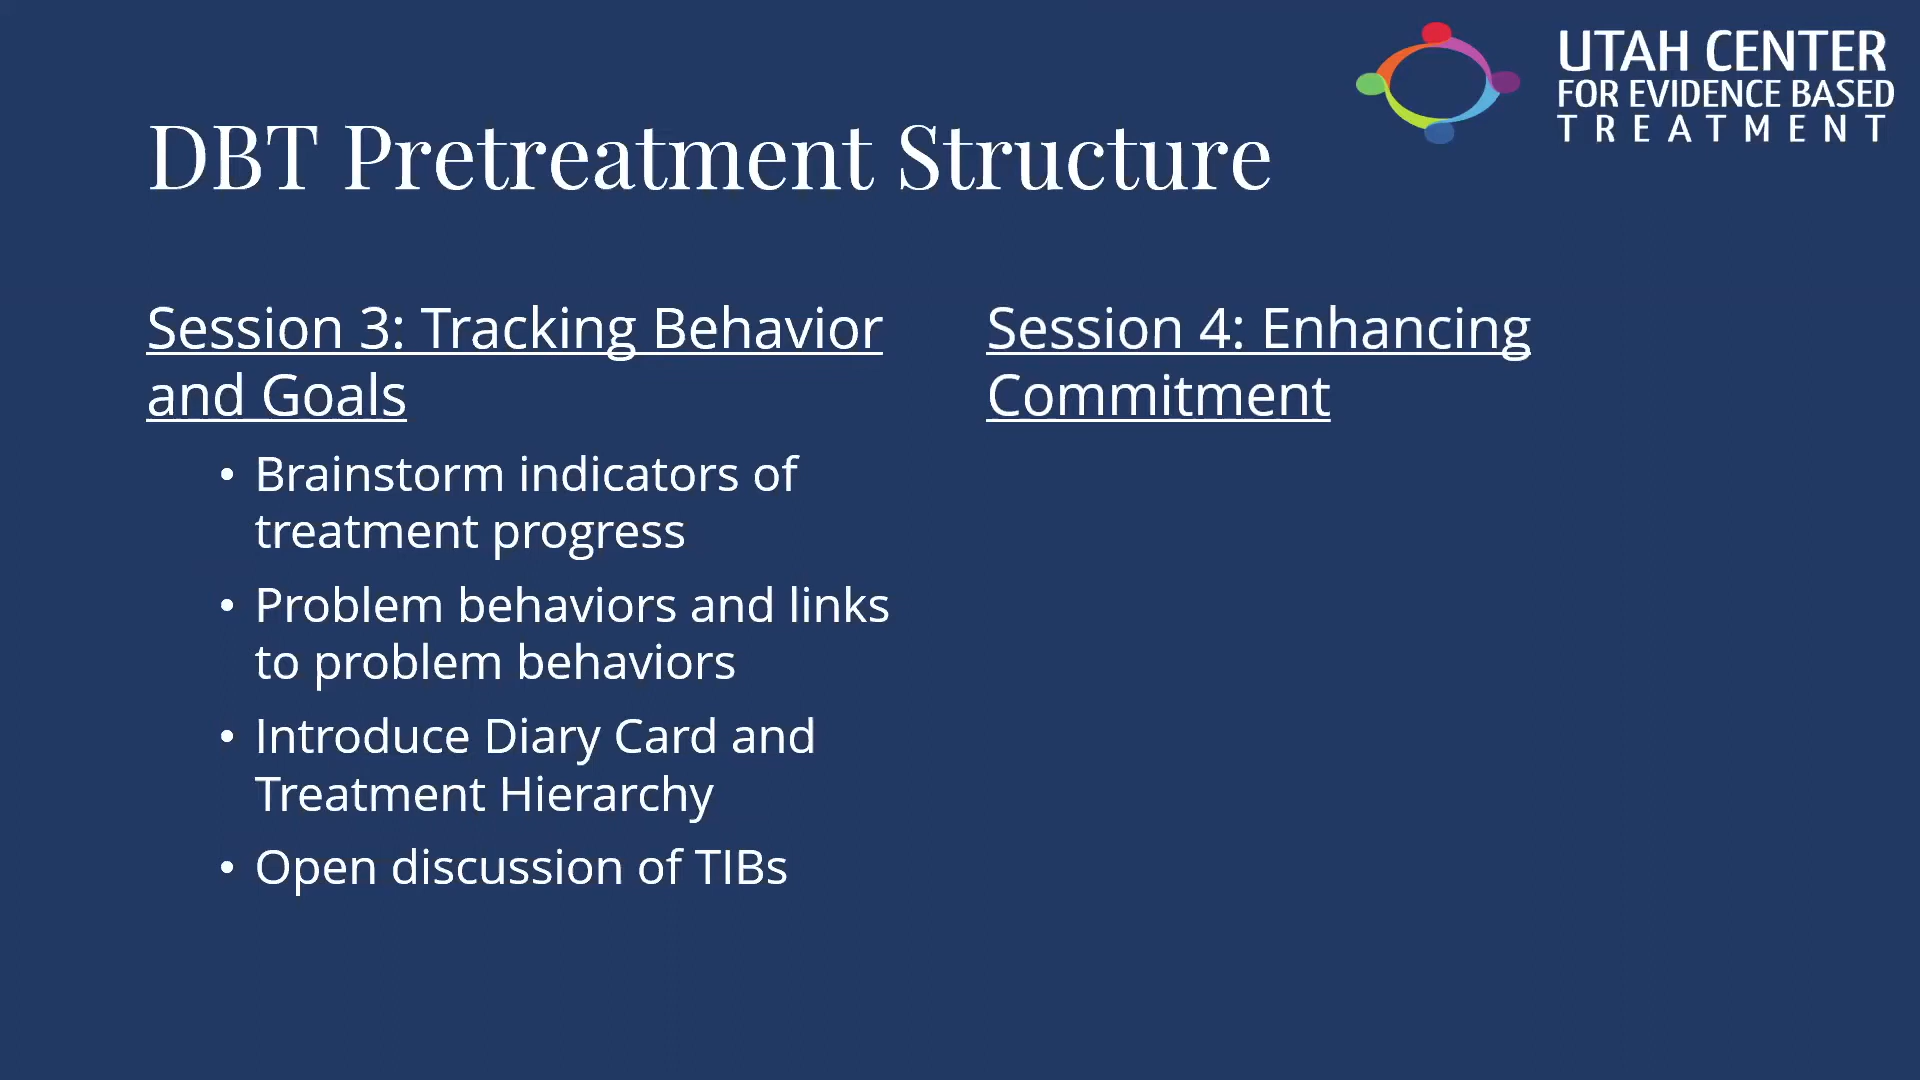 UTAH CENTER
FOR EVIDENCE BASED
TREATMENT
DBT Pretreatment Structure
Session 3: Tracking Behavior
and Goals
• Brainstorm indicators of
treatment progress
• Problem behaviors and links
to problem behaviors
• Introduce Diary Card and
Treatment Hierarchy
• Open discussion of TIBs
Session 4: Enhancing
Commitment